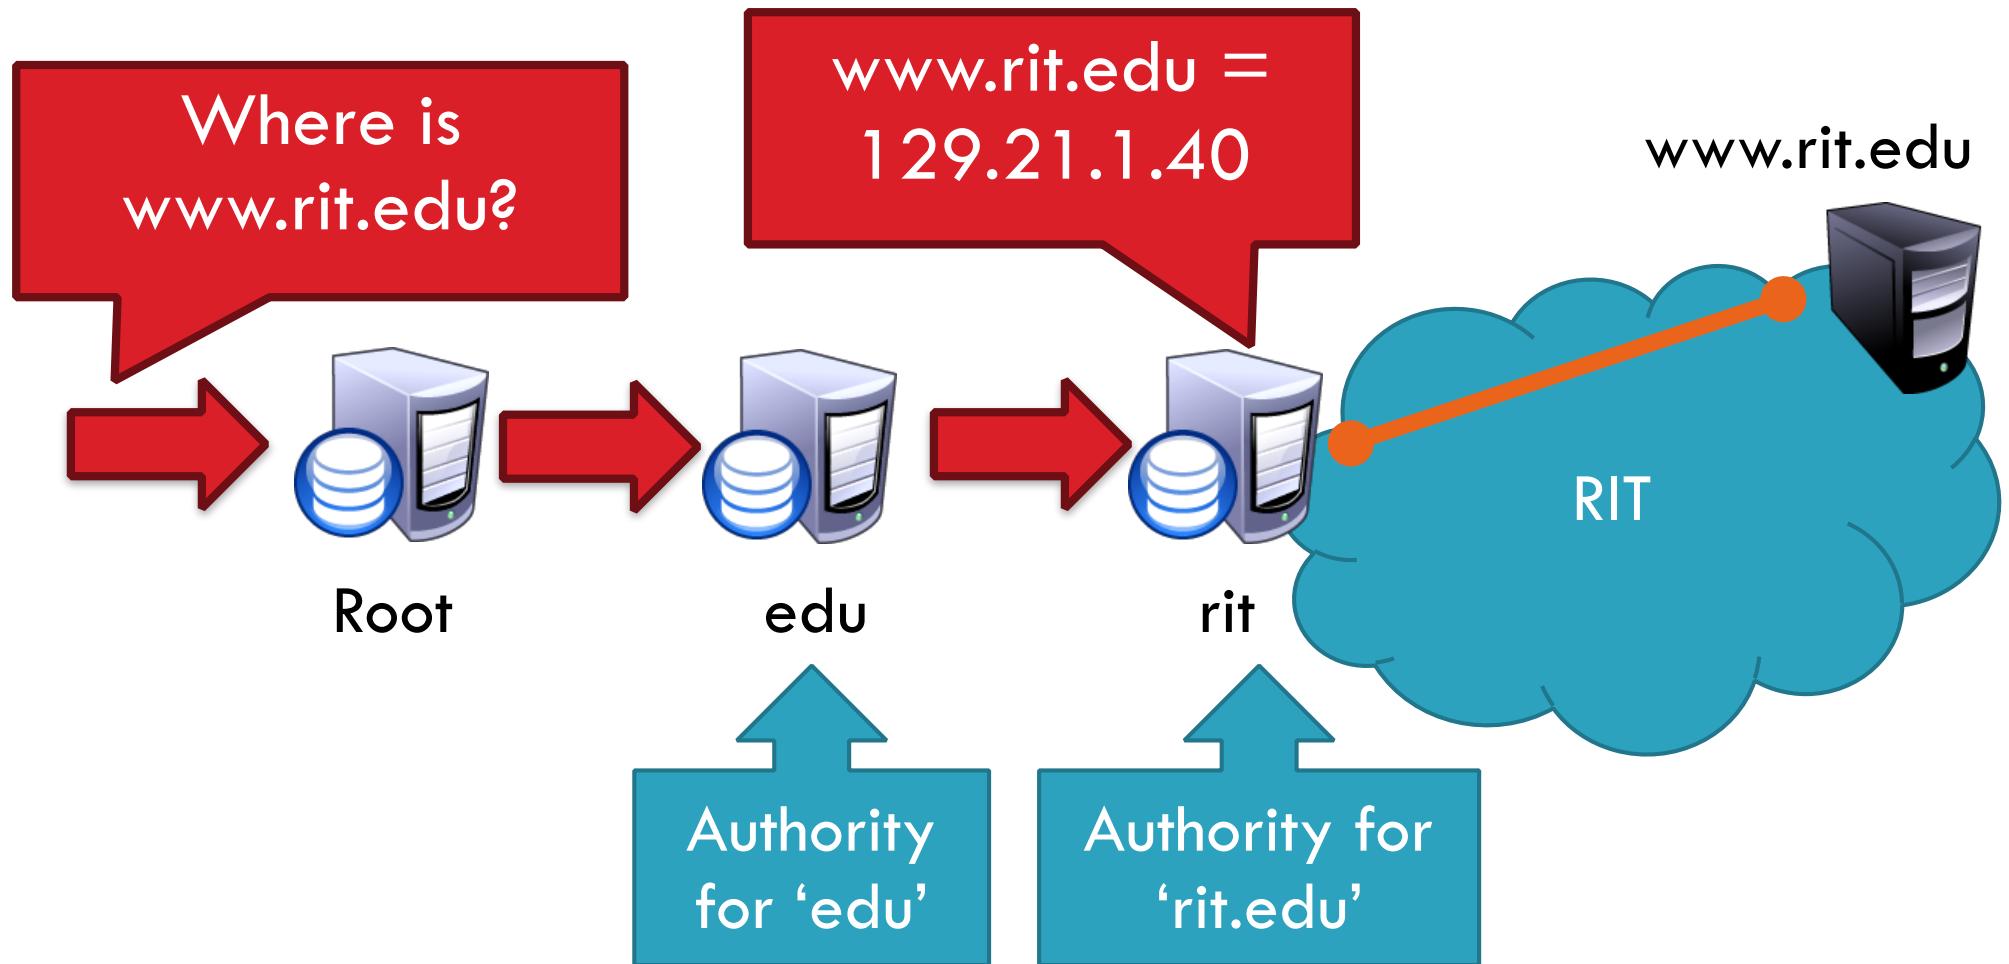 Where is
www.rit.edu?
www.rit.edu =
129.21.1.40
www.rit.edu
RIT
Root
edu
rit
Authority
for ‘edu’
Authority for
‘rit.edu’